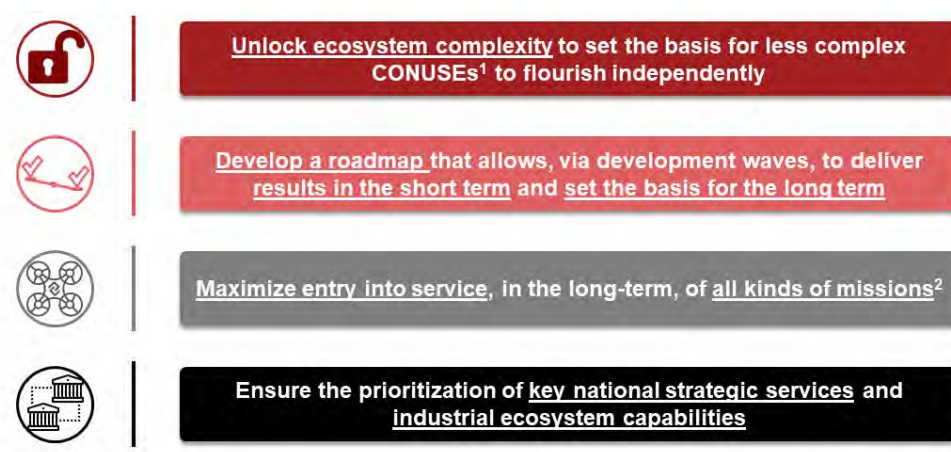 Unlock ecosystem complexity to set the basis for less complex
CONUSEs¹ to flourish independently
Develop a roadmap that allows, via development waves, to deliver
results in the short term and set the basis for the long term
Maximize entry into service, in the long-term, of all kinds of missions²
Ensure the prioritization of key national strategic services and
industrial ecosystem capabilities